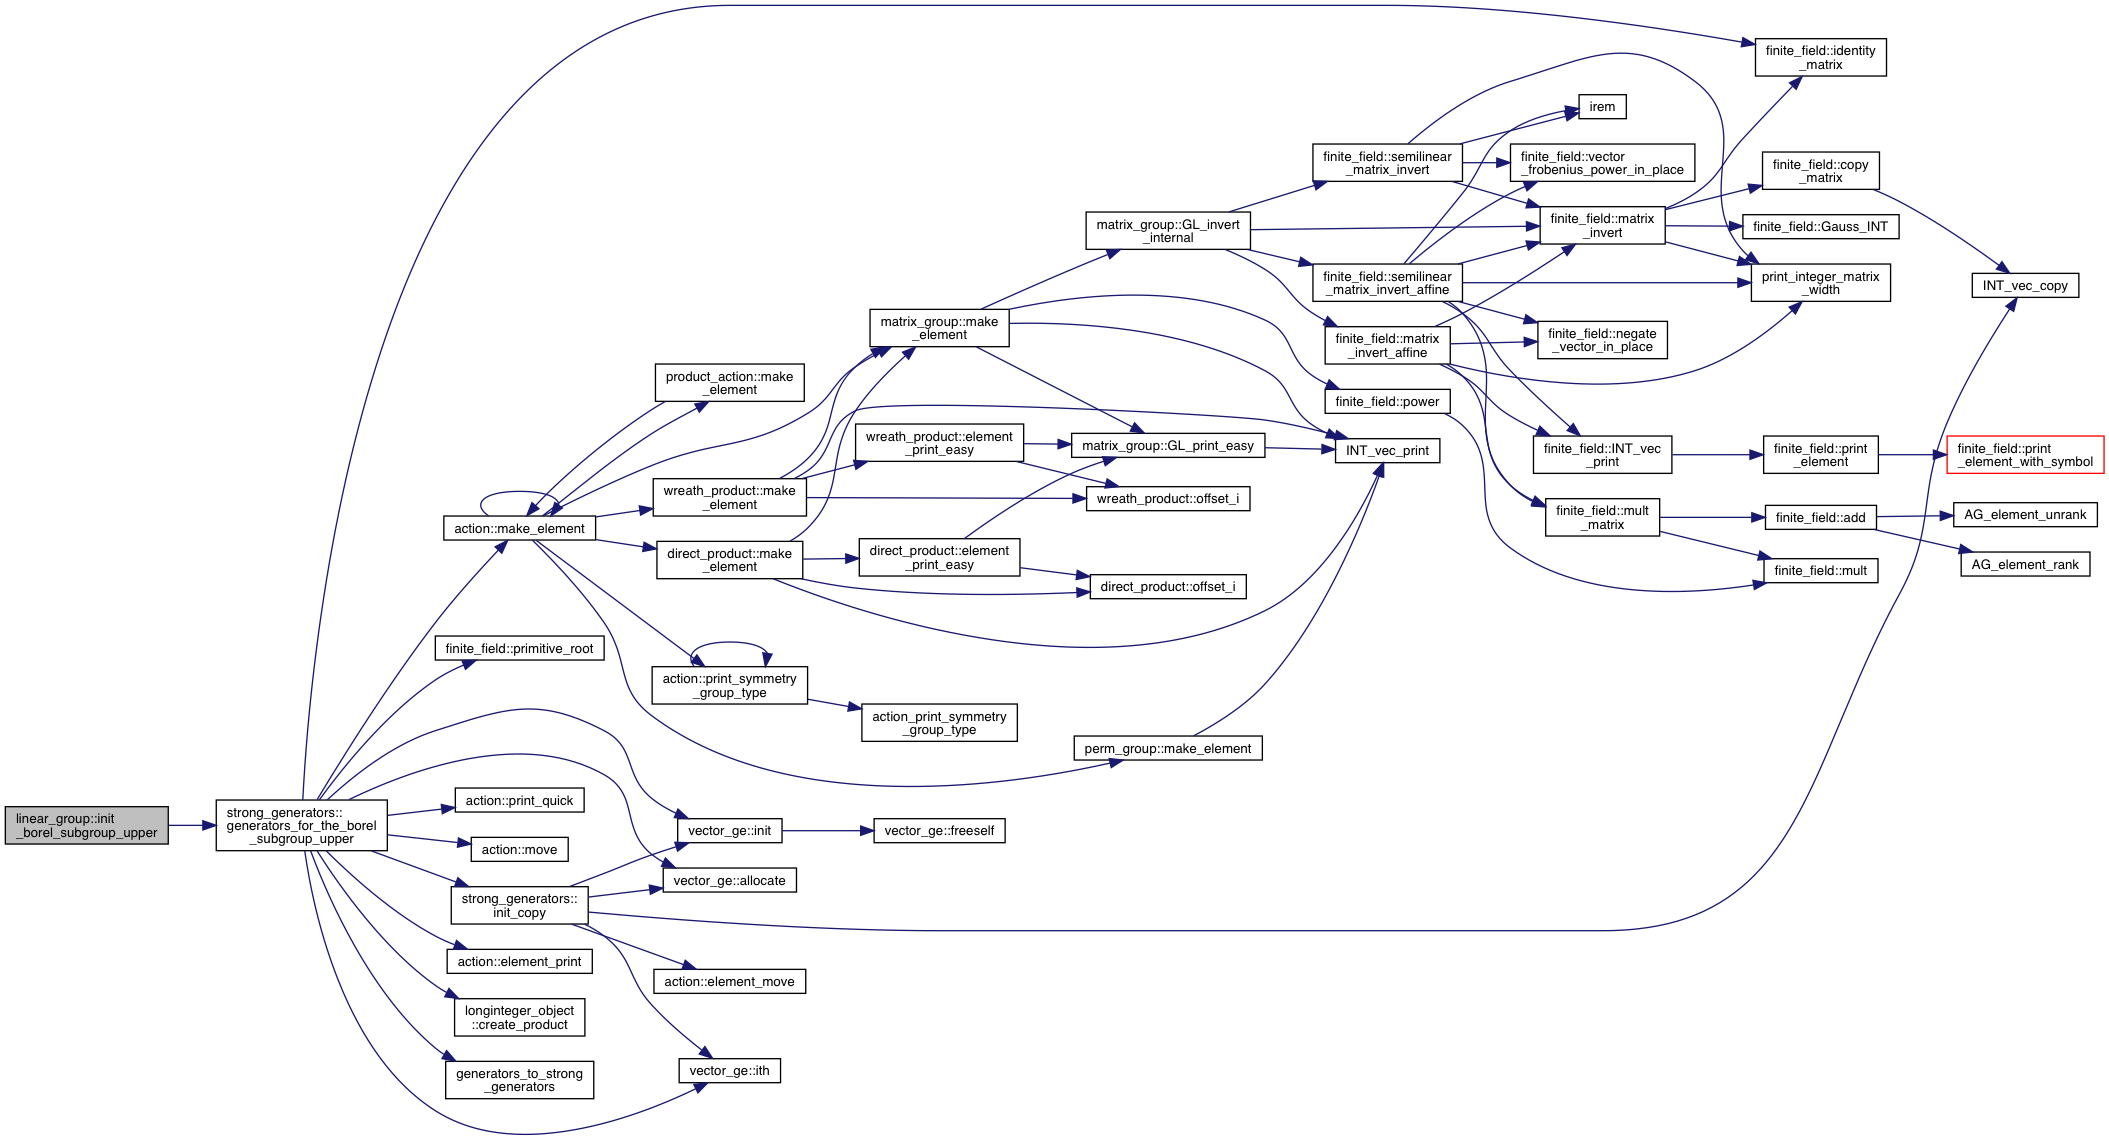 linear_group::init
_borel_subgroup_upper
strong_generators::
generators_for_the_borel
_subgroup_upper
action::make_element
finite_field::primitive_root
action::print_quick
action::move
strong_generators::
init_copy
action::element_print
longinteger_object
::create_product
generators_to_strong
_generators
product_action::make
_element
wreath_product::make
_element
direct_product::make
_element
action::print_symmetry
_group_type
vector_ge::init
vector_ge::allocate
action::element_move
vector_ge::ith
matrix_group::make
_element
wreath_product::element
_print_easy
direct_product::element
_print_easy
action_print_symmetry
_group_type
vector_ge::freeself
matrix_group::GL_invert
_internal
matrix_group::GL_print_easy
wreath_product::offset_i
direct_product::offset_i
perm_group::make_element
finite_field::semilinear
_matrix_invert
finite_field::semilinear
_matrix_invert_affine
finite_field::matrix
_invert_affine
finite_field::power
INT_vec_print
irem
finite_field::vector
_frobenius_power_in_place
finite_field::matrix
_invert
finite_field::negate
_vector_in_place
finite_field::INT_vec
_print
finite_field::mult
_matrix
finite_field::identity
_matrix
finite_field::copy
_matrix
finite_field::Gauss_INT
print_integer_matrix
_width
finite_field::print
_element
finite_field::add
finite_field::mult
INT_vec_copy
finite_field::print
_element_with_symbol
AG_element_unrank
AG_element_rank